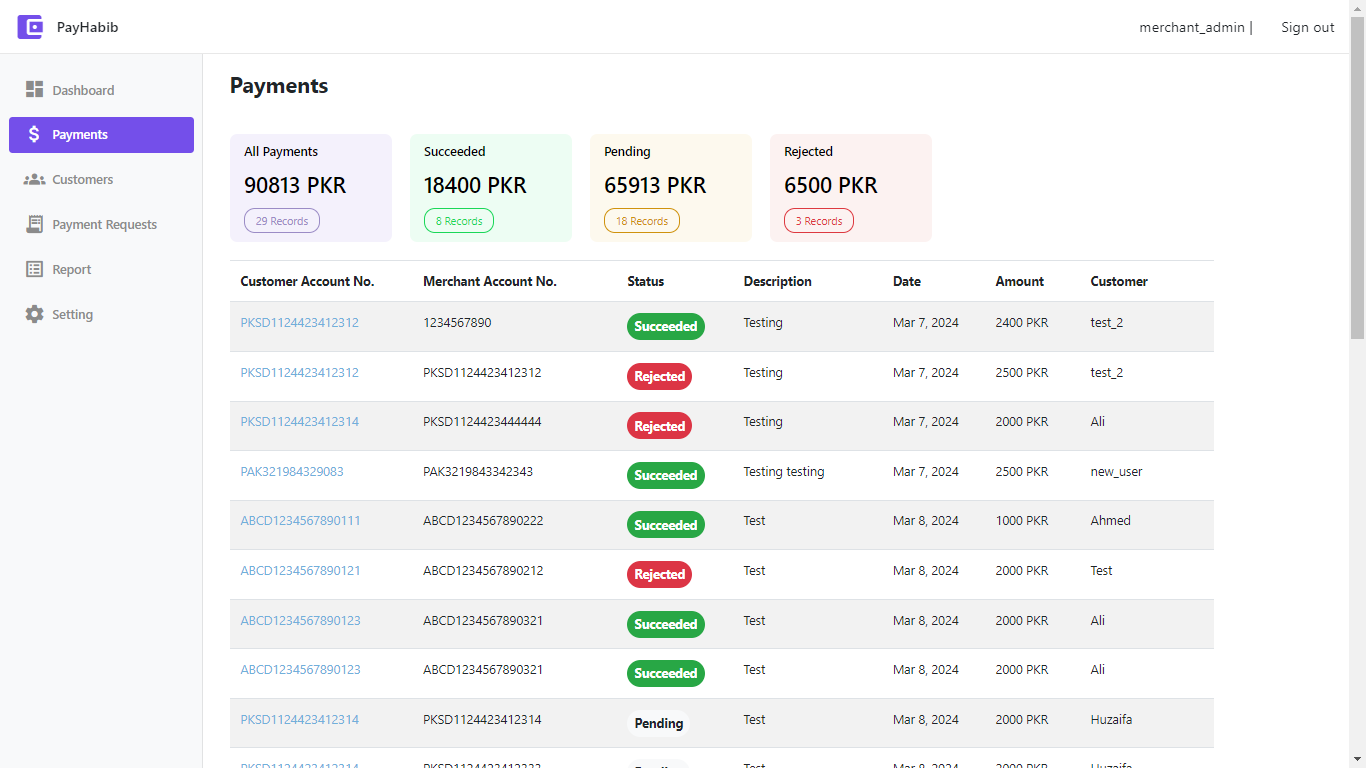 PayHabib
merchant_admin |
Sign out
Dashboard
Payments
Customers
Payment Requests
Report
Setting
Payments
All Payments
90813 PKR
29 Records
Succeeded
18400 PKR
8 Records
Pending
65913 PKR
18 Records
Rejected
6500 PKR
3 Records
Customer Account No. Merchant Account No. Status Description Date Amount Customer
PKSD1124423412312 1234567890 Succeeded Testing Mar 7, 2024 2400 PKR test_2
PKSD1124423412312 PKSD1124423412312 Rejected Testing Mar 7, 2024 2500 PKR test_2
PKSD1124423412314 PKSD1124423444444 Rejected Testing Mar 7, 2024 2000 PKR Ali
PAK321984329083 PAK3219843342343 Succeeded Testing testing Mar 7, 2024 2500 PKR new_user
ABCD1234567890111 ABCD1234567890222 Succeeded Test Mar 8, 2024 1000 PKR Ahmed
ABCD1234567890121 ABCD1234567890212 Rejected Test Mar 8, 2024 2000 PKR Test
ABCD1234567890123 ABCD1234567890321 Succeeded Test Mar 8, 2024 2000 PKR Ali
ABCD1234567890123 ABCD1234567890321 Succeeded Test Mar 8, 2024 2000 PKR Ali
PKSD1124423412314 PKSD1124423412314 Pending Test Mar 8, 2024 2000 PKR Huzaifa